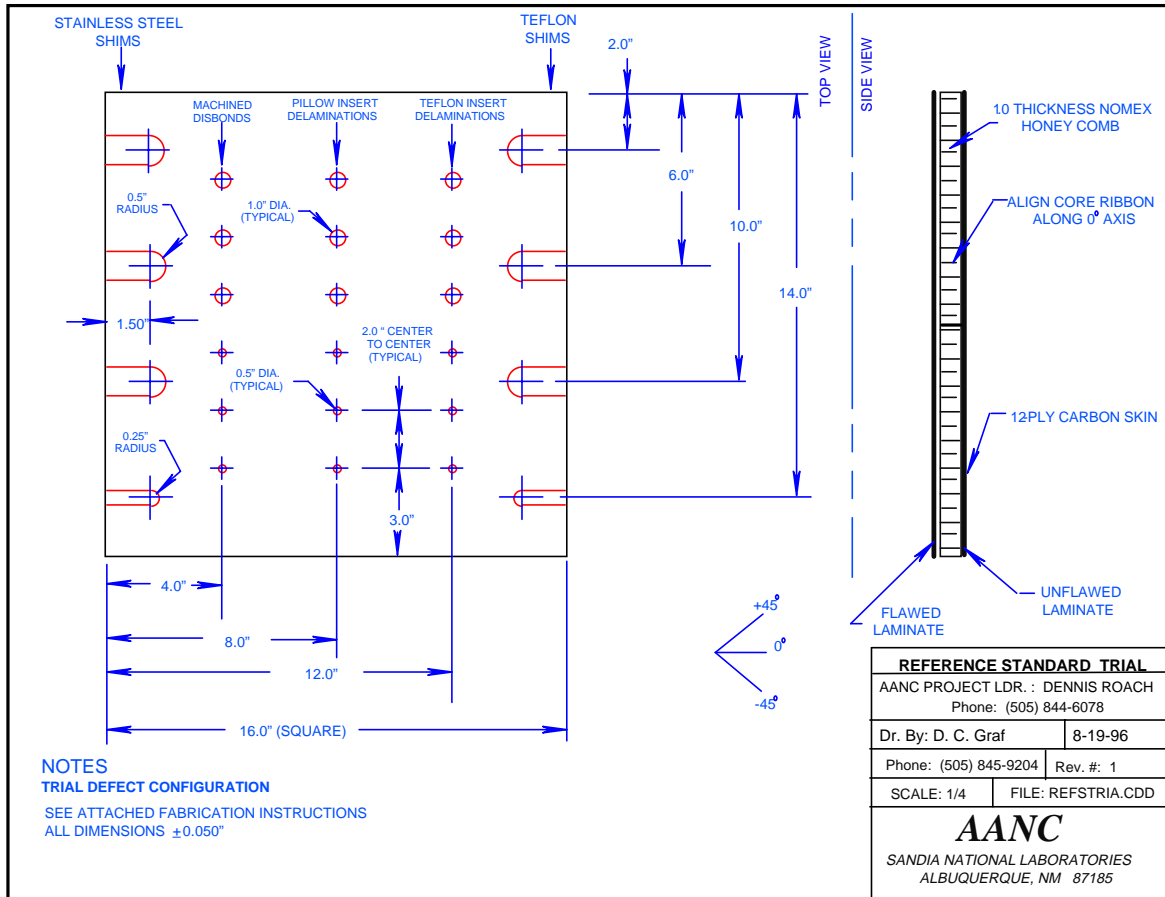 STAINLESS STEEL
SHIMS
TEFLON
SHIMS
2.0"
TOP VIEW
SIDE VIEW
MACHINED
DISBONDS
PILLOW INSERT
DELAMINATIONS
TEFLON INSERT
DELAMINATIONS
1.0 THICKNESS NOMEX
HONEY COMB
0.5"
RADIUS
1.0" DIA.
(TYPICAL)
6.0"
ALIGN CORE RIBBON
ALONG 0° AXIS
10.0"
14.0"
1.50"
2.0 " CENTER
TO CENTER
(TYPICAL)
0.5" DIA.
(TYPICAL)
12-PLY CARBON SKIN
0.25"
RADIUS
3.0"
4.0"
8.0"
12.0"
16.0" (SQUARE)
+45°
0°
-45°
FLAWED
LAMINATE
UNFLAWED
LAMINATE
NOTES
TRIAL DEFECT CONFIGURATION
SEE ATTACHED FABRICATION INSTRUCTIONS
ALL DIMENSIONS ±0.050"
REFERENCE STANDARD TRIAL
AANC PROJECT LDR. : DENNIS ROACH
Phone: (505) 844-6078
Dr. By: D. C. Graf
8-19-96
Phone: (505) 845-9204
Rev. #: 1
SCALE: 1/4
FILE: REFSTRIA.CDD
AANC
SANDIA NATIONAL LABORATORIES
ALBUQUERQUE, NM 87185